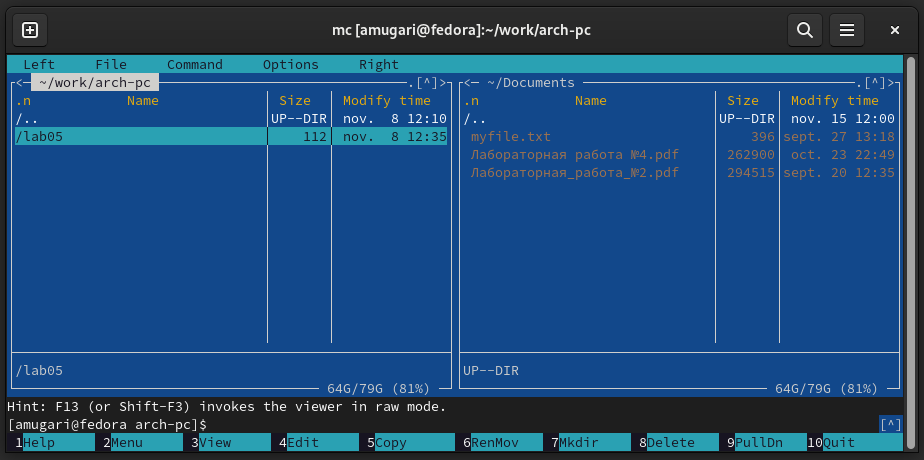 mc [amugari@fedora]:~/work/arch-pc
Left File Command Options Right
<─ ~/work/arch-pc .[^]> <─ ~/Documents .[^]>
.n Name Size Modify time .n Name Size Modify time
/.. UP--DIR nov. 8 12:10 /.. UP--DIR nov. 15 12:00
/lab05 112 nov. 8 12:35 myfile.txt 396 sept. 27 13:18
Лабораторная работа №4.pdf 262900 oct. 23 22:49
Лабораторная_работа_№2.pdf 294515 sept. 20 12:35
/lab05 UP--DIR
64G/79G (81%) 64G/79G (81%)
Hint: F13 (or Shift-F3) invokes the viewer in raw mode.
[amugari@fedora arch-pc]$ [^]
1Help 2Menu 3View 4Edit 5Copy 6RenMov 7Mkdir 8Delete 9PullDn 10Quit